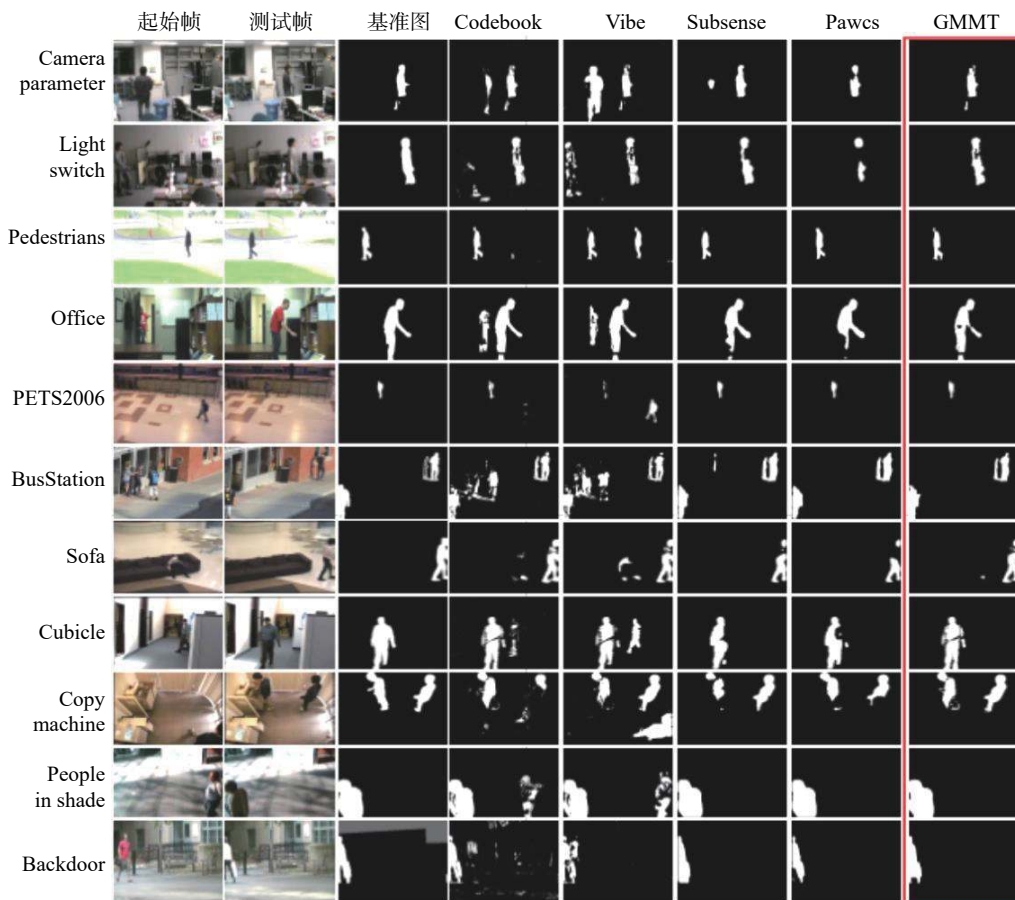 起始帧 测试帧 基准图 Codebook Vibe Subsense Pawcs GMMT
Camera
parameter
Light
switch
Pedestrians
Office
PETS2006
BusStation
Sofa
Cubicle
Copy
machine
People
in shade
Backdoor